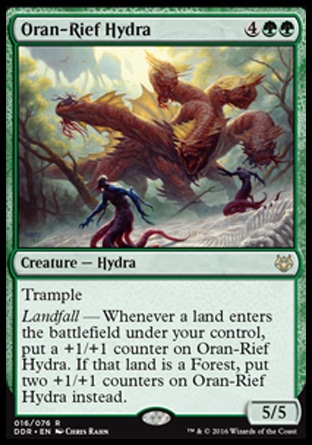 Oran-Rief Hydra 4
Creature — Hydra
Trample
Landfall — Whenever a land enters
the battlefield under your control,
put a +1/+1 counter on Oran-Rief
Hydra. If that land is a Forest, put
two +1/+1 counters on Oran-Rief
Hydra instead.
5/5
016/076 R
DDR • EN Chris Rahn
™ & © 2016 Wizards of the Coast